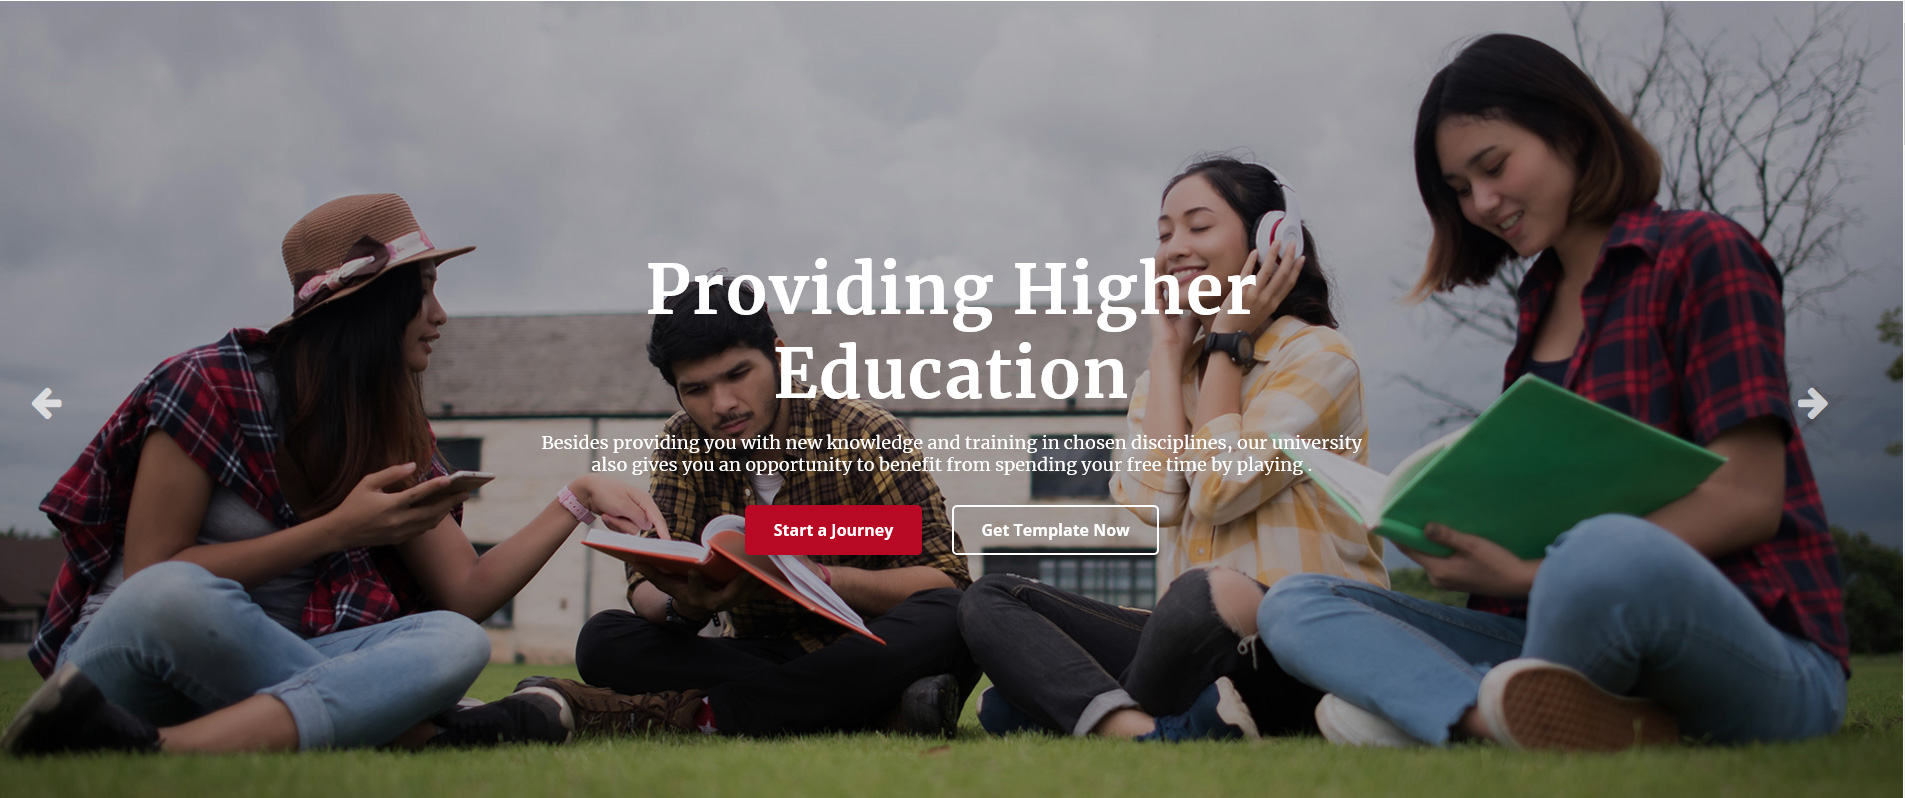 Providing Higher
Education
Besides providing you with new knowledge and training in chosen disciplines, our university
also gives you an opportunity to benefit from spending your free time by playing .
Start a Journey
Get Template Now